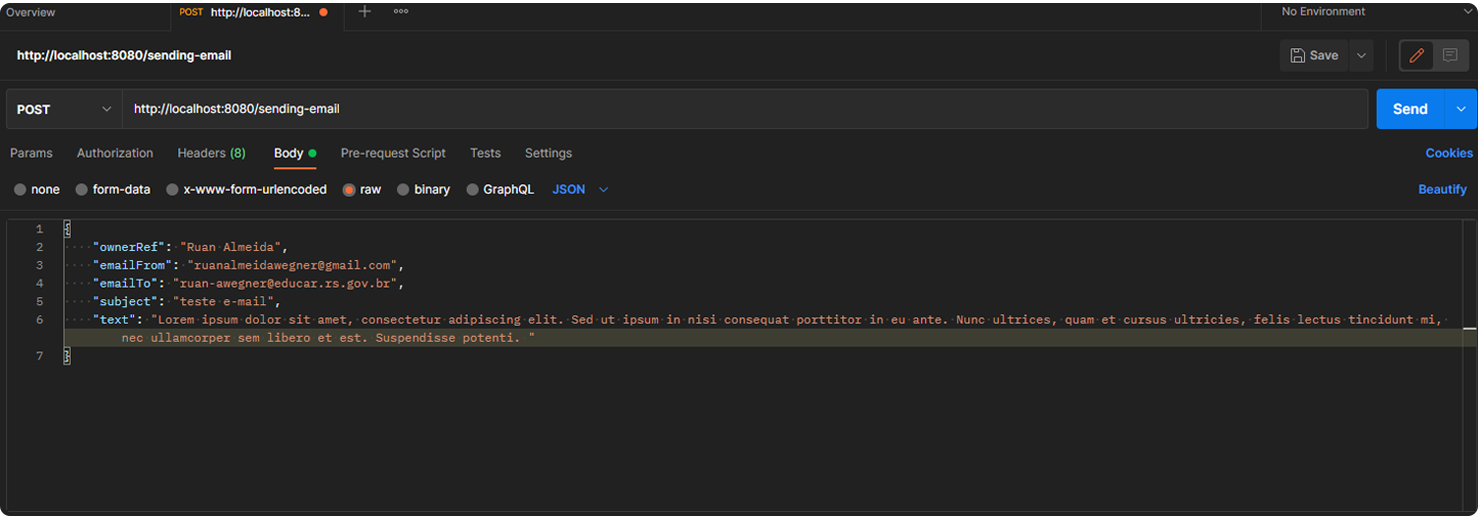 Overview
POST http://localhost:8...
No Environment
http://localhost:8080/sending-email
Save
POST
http://localhost:8080/sending-email
Send
Params Authorization Headers (8) Body Pre-request Script Tests Settings Cookies
none form-data x-www-form-urlencoded raw binary GraphQL JSON Beautify
1 {
2 "ownerRef": "Ruan Almeida",
3 "emailFrom": "ruanalmeidawegner@gmail.com",
4 "emailTo": "ruan-awegner@educar.rs.gov.br",
5 "subject": "teste e-mail",
6 "text": "Lorem ipsum dolor sit amet, consectetur adipiscing elit. Sed ut ipsum in nisi consequat porttitor in eu ante. Nunc ultrices, quam et cursus ultricies, felis lectus tincidunt mi,
nec ullamcorper sem libero et est. Suspendisse potenti. "
7 }